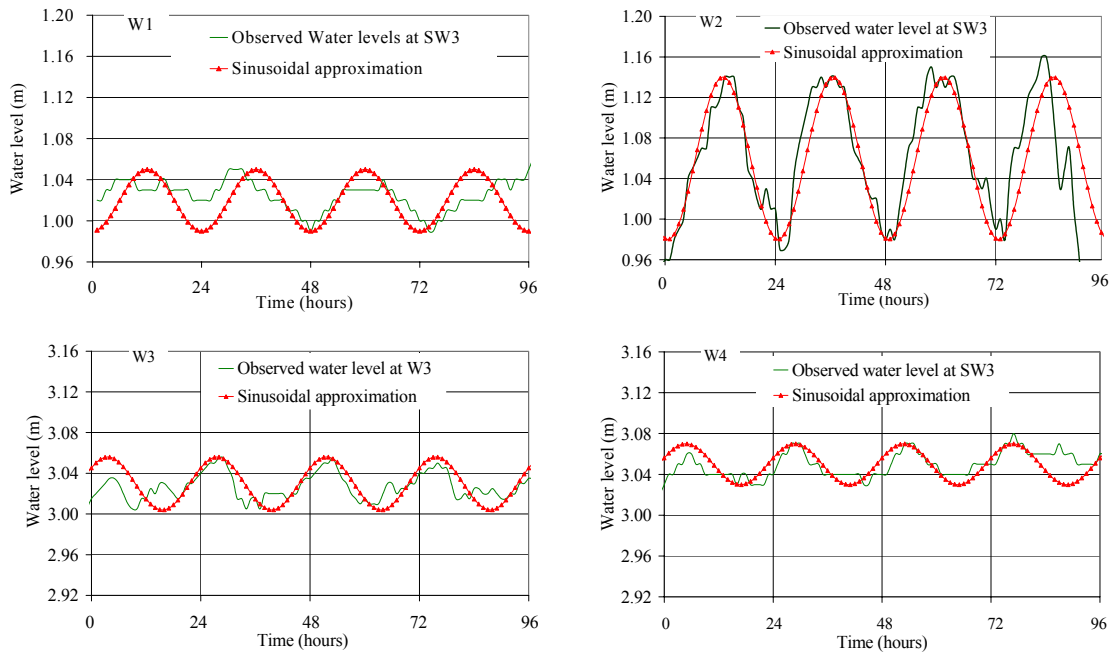 W1
Observed Water levels at SW3
Sinusoidal approximation
Water level (m)
1.20
1.16
1.12
1.08
1.04
1.00
0.96
0
24
48
72
96
Time (hours)
W2
Observed water level at SW3
Sinusoidal approximation
Water level (m)
1.20
1.16
1.12
1.08
1.04
1.00
0.96
0
24
48
72
96
Time (hours)
W3
Observed water level at W3
Sinusoidal approximation
Water level (m)
3.16
3.12
3.08
3.04
3.00
2.96
2.92
0
24
48
72
96
Time (hours)
W4
Observed water level at SW3
Sinusoidal approximation
Water level (m)
3.16
3.12
3.08
3.04
3.00
2.96
2.92
0
24
48
72
96
Time (hours)